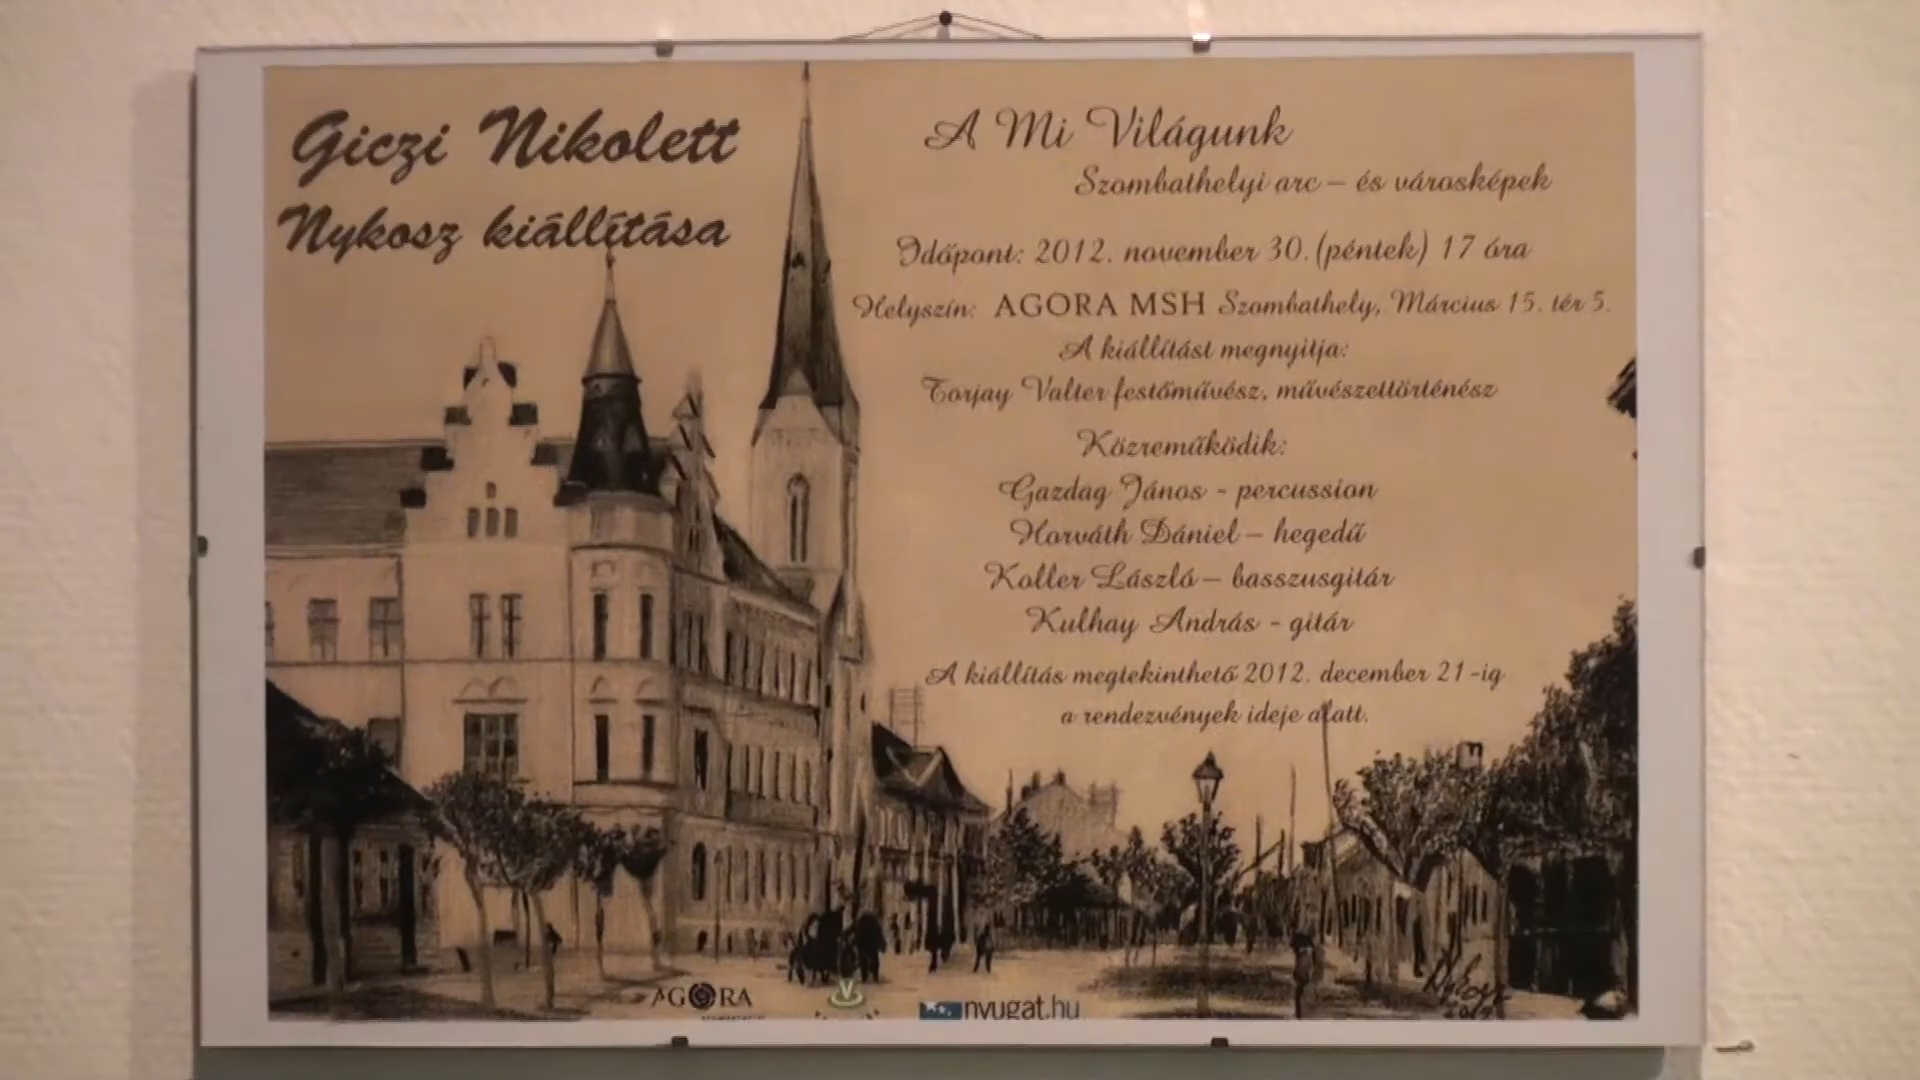 Giczi Nikolett
Nykosz kiállítása
A Mi Világunk
Szombathelyi arc – és városképek
Időpont: 2012. november 30. (péntek) 17 óra
Helyszín: AGORA MSH Szombathely, Március 15. tér 5.
A kiállítást megnyitja:
Torjay Valter festőművész, művészettörténész
Közreműködik:
Gazdag János - percussion
Horváth Dániel – hegedű
Koller László – basszusgitár
Kulhay András - gitár
A kiállítás megtekinthető 2012. december 21-ig
a rendezvények ideje alatt.
AGORA
nyugat.hu